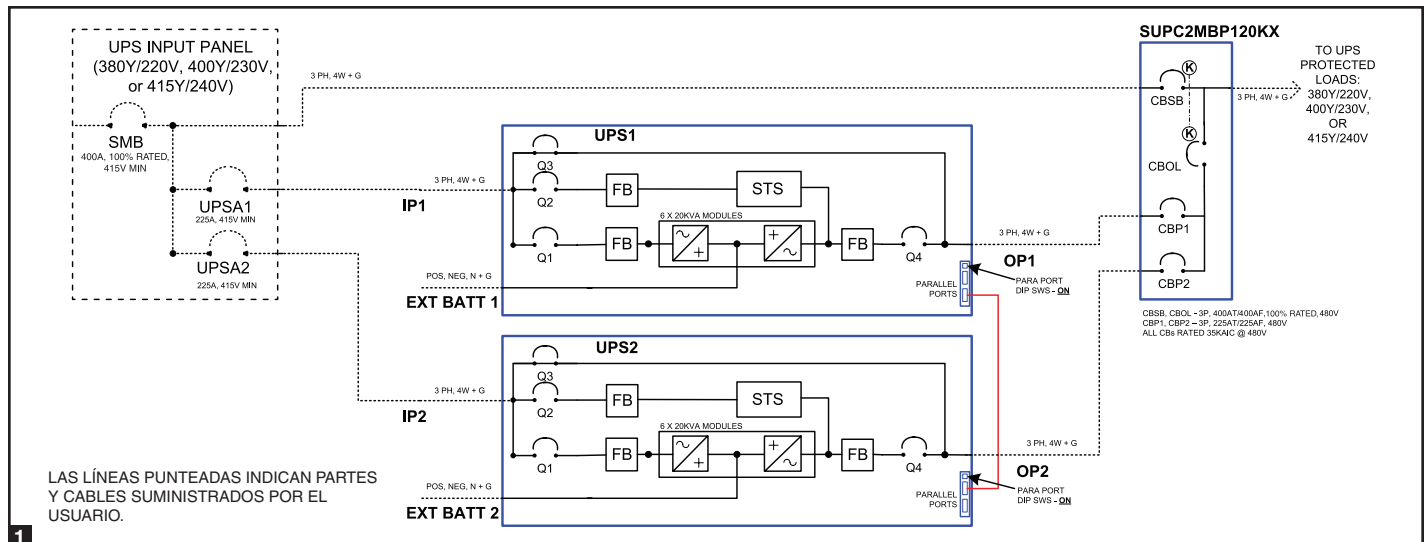 UPS INPUT PANEL
(380Y/220V, 400Y/230V,
or 415Y/240V)
SMB
400A, 100% RATED,
415V MIN
UPSA1
225A, 415V MIN
UPSA2
225A, 415V MIN
3 PH, 4W + G
3 PH, 4W + G
IP1
POS, NEG, N + G
EXT BATT 1
UPS1
Q3
Q2
FB
STS
6 X 20KVA MODULES
Q1
FB
FB
Q4
PARALLEL
PORTS
OP1
PARA PORT
DIP SWS - ON
3 PH, 4W + G
3 PH, 4W + G
IP2
POS, NEG, N + G
EXT BATT 2
UPS2
Q3
Q2
FB
STS
6 X 20KVA MODULES
Q1
FB
FB
Q4
PARALLEL
PORTS
OP2
PARA PORT
DIP SWS - ON
3 PH, 4W + G
SUPC2MBP120KX
K
CBSB
K
CBOL
CBP1
CBP2
3 PH, 4W + G
TO UPS
PROTECTED
LOADS:
380Y/220V,
400Y/230V,
OR
415Y/240V
CBSB, CBOL - 3P, 400AT/400AF,100% RATED, 480V
CBP1, CBP2 – 3P, 225AT/225AF, 480V
ALL CBs RATED 35KAIC @ 480V
LAS LÍNEAS PUNTEADAS INDICAN PARTES
Y CABLES SUMINISTRADOS POR EL
USUARIO.
1